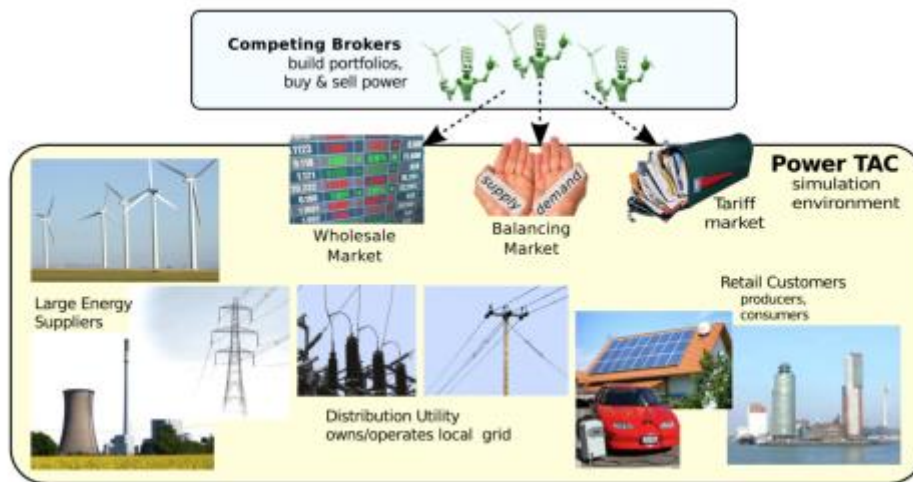 Competing Brokers
build portfolios,
buy & sell power
Power TAC
simulation
environment
supply
demand
Wholesale
Market
Balancing
Market
Tariff
market
Large Energy
Suppliers
Retail Customers
producers,
consumers
Distribution Utility
owns/operates local grid